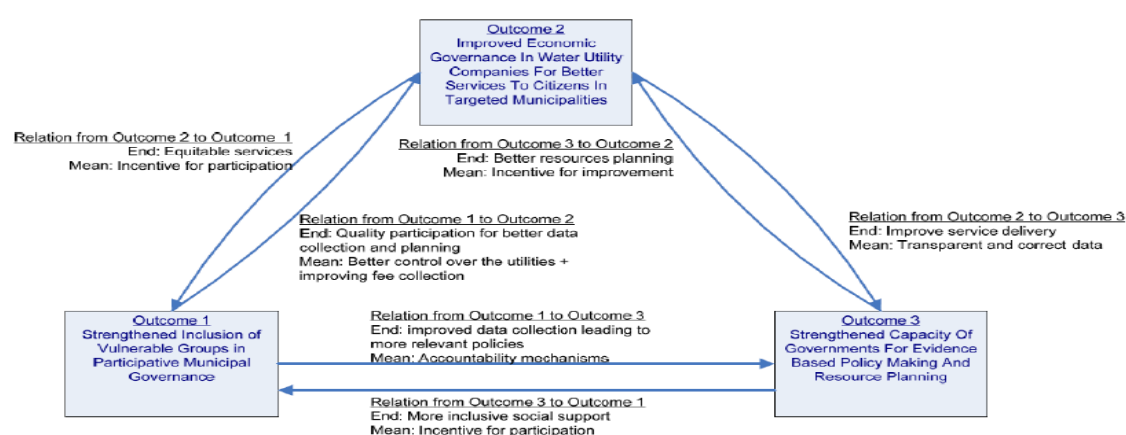 Outcome 2
Improved Economic
Governance In Water Utility
Companies For Better
Services To Citizens In
Targeted Municipalities
Relation from Outcome 2 to Outcome 1
End: Equitable services
Mean: Incentive for participation
Relation from Outcome 3 to Outcome 2
End: Better resources planning
Mean: Incentive for improvement
Relation from Outcome 1 to Outcome 2
End: Quality participation for better data
collection and planning
Mean: Better control over the utilities +
improving fee collection
Relation from Outcome 2 to Outcome 3
End: Improve service delivery
Mean: Transparent and correct data
Outcome 1
Strengthened Inclusion of
Vulnerable Groups in
Participative Municipal
Governance
Relation from Outcome 1 to Outcome 3
End: improved data collection leading to
more relevant policies
Mean: Accountability mechanisms
Outcome 3
Strengthened Capacity Of
Governments For Evidence
Based Policy Making And
Resource Planning
Relation from Outcome 3 to Outcome 1
End: More inclusive social support
Mean: Incentive for participation